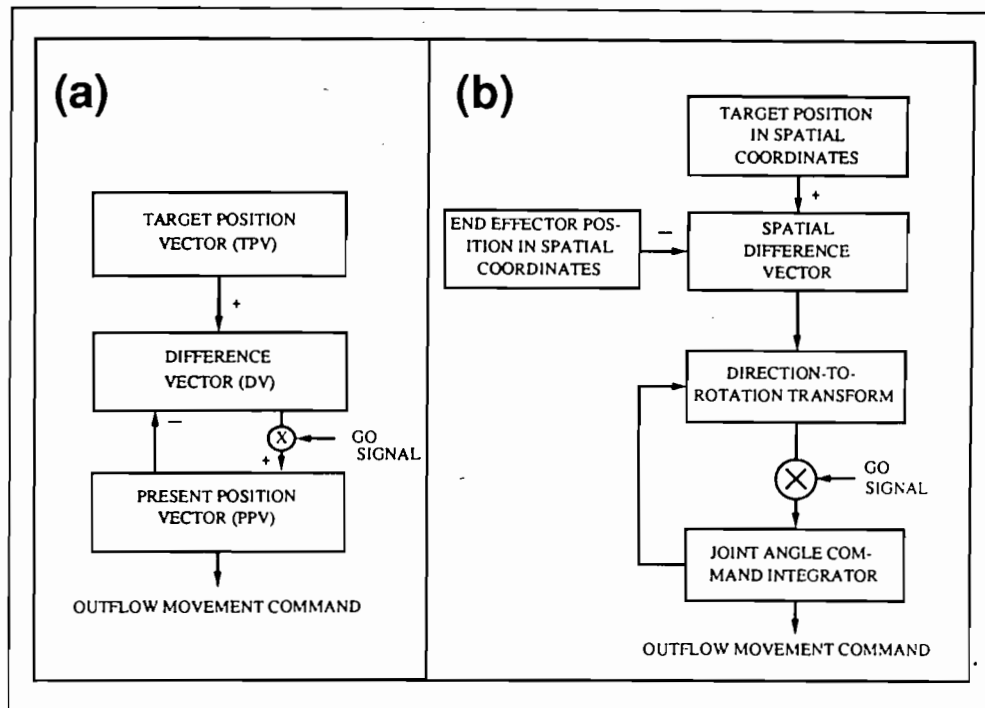 (a)
TARGET POSITION
VECTOR (TPV)
+
DIFFERENCE
VECTOR (DV)
−
X
GO
SIGNAL
+
PRESENT POSITION
VECTOR (PPV)
OUTFLOW MOVEMENT COMMAND
(b)
TARGET POSITION
IN SPATIAL
COORDINATES
+
END EFFECTOR POS-
ITION IN SPATIAL
COORDINATES
−
SPATIAL
DIFFERENCE
VECTOR
DIRECTION-TO-
ROTATION TRANSFORM
X
GO
SIGNAL
JOINT ANGLE COM-
MAND INTEGRATOR
OUTFLOW MOVEMENT COMMAND